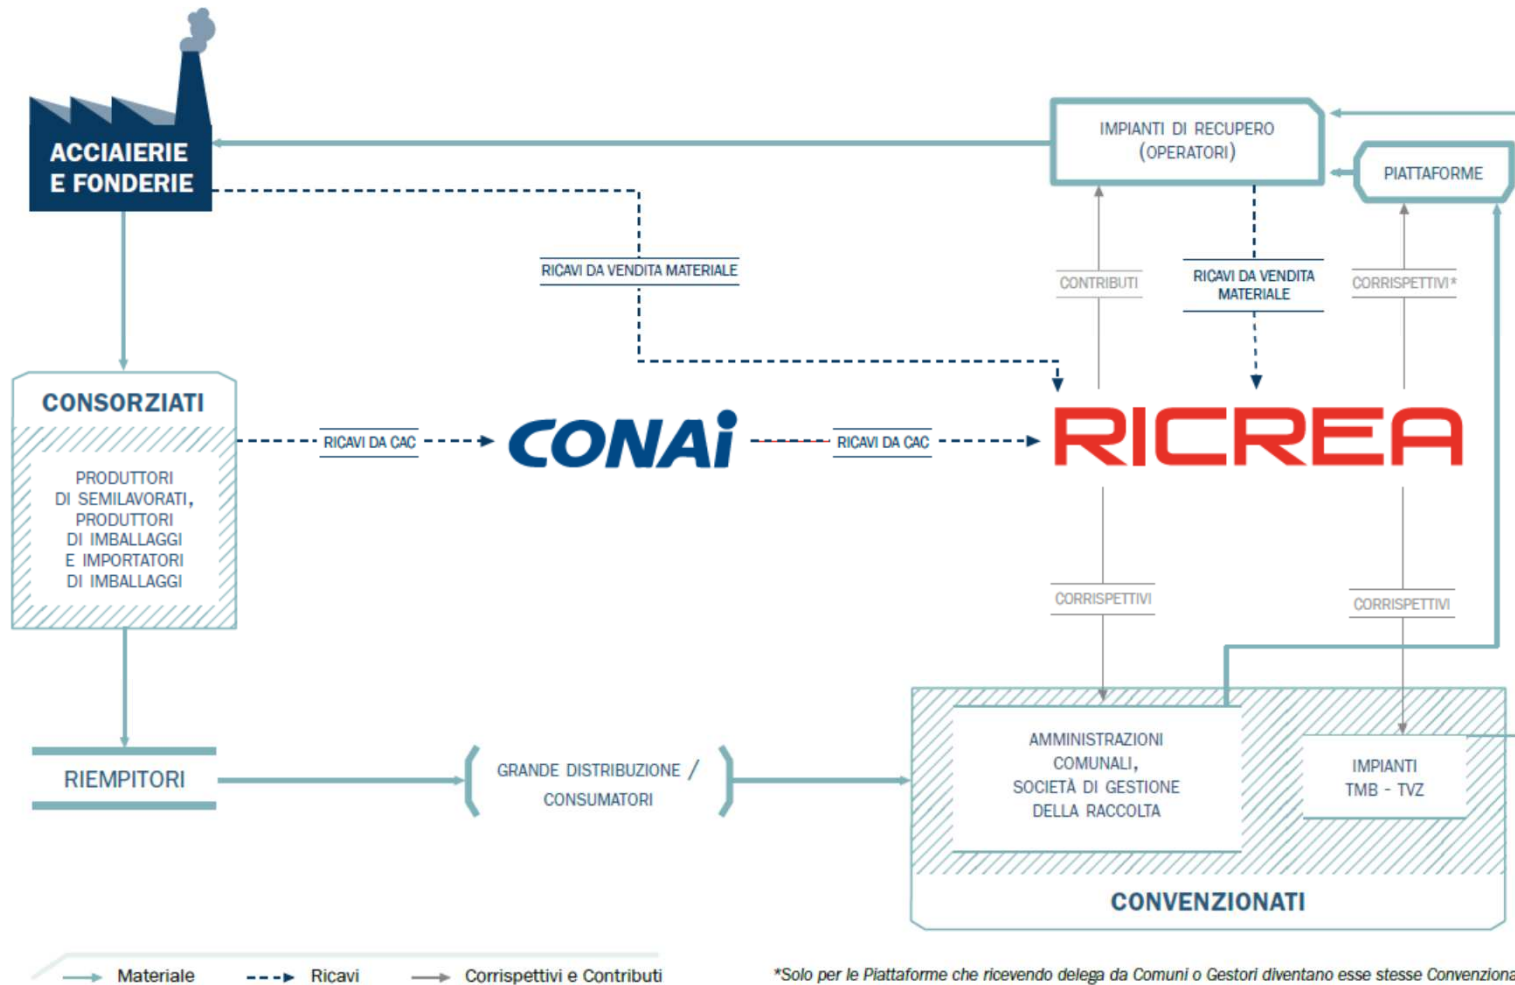 ACCIAIERIE
E FONDERIE
IMPIANTI DI RECUPERO
(OPERATORI)
PIATTAFORME
RICAVI DA VENDITA MATERIALE
CONTRIBUTI
RICAVI DA VENDITA
MATERIALE
CORRISPETTIVI*
CONSORZIATI
PRODUTTORI
DI SEMILAVORATI,
PRODUTTORI
DI IMBALLAGGI
E IMPORTATORI
DI IMBALLAGGI
RICAVI DA CAC
CONAi
RICAVI DA CAC
RICREA
CORRISPETTIVI
CORRISPETTIVI
RIEMPITORI
GRANDE DISTRIBUZIONE /
CONSUMATORI
AMMINISTRAZIONI
COMUNALI,
SOCIETÀ DI GESTIONE
DELLA RACCOLTA
IMPIANTI
TMB - TVZ
CONVENZIONATI
Materiale
Ricavi
Corrispettivi e Contributi
*Solo per le Piattaforme che ricevendo delega da Comuni o Gestori diventano esse stesse